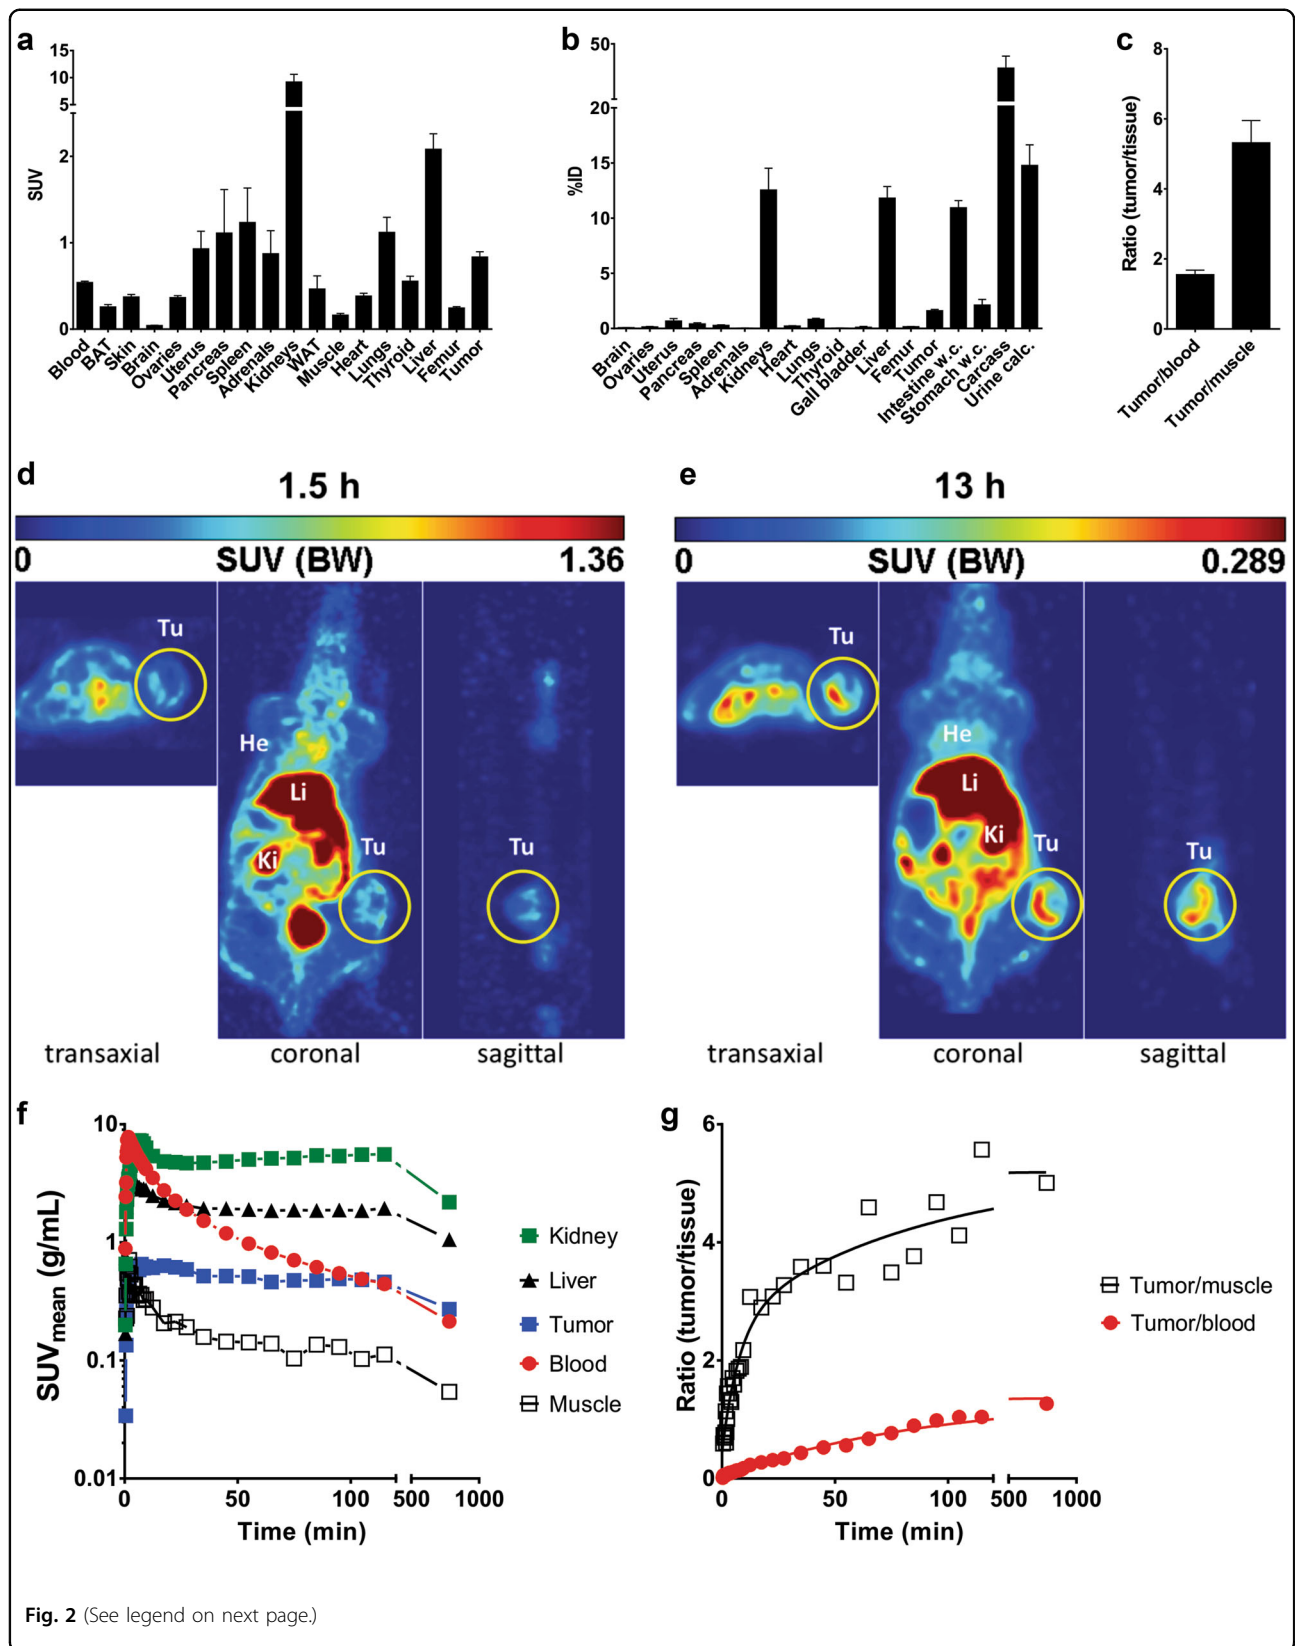 a
15
10
5
2
1
0
SUV
Blood
BAT
Skin
Brain
Ovaries
Uterus
Pancreas
Spleen
Adrenals
Kidneys
WAT
Muscle
Heart
Lungs
Thyroid
Liver
Femur
Tumor
b
50
20
15
10
5
0
%ID
Brain
Ovaries
Uterus
Pancreas
Spleen
Adrenals
Kidneys
Heart
Lungs
Thyroid
Gall bladder
Liver
Femur
Tumor
Intestine w.c.
Stomach w.c.
Carcass
Urine calc.
c
8
6
4
2
0
Ratio (tumor/tissue)
Tumor/blood
Tumor/muscle
d
1.5 h
0 SUV (BW) 1.36
Tu
He
Li
Ki
Tu
Tu
transaxial coronal sagittal
e
13 h
0 SUV (BW) 0.289
Tu
He
Li
Ki
Tu
Tu
transaxial coronal sagittal
f
10
1
0.1
0.01
SUVmean (g/mL)
0 50 100 500 1000
Time (min)
Kidney
Liver
Tumor
Blood
Muscle
g
6
4
2
0
Ratio (tumor/tissue)
0 50 100 500 1000
Time (min)
Tumor/muscle
Tumor/blood
Fig. 2 (See legend on next page.)